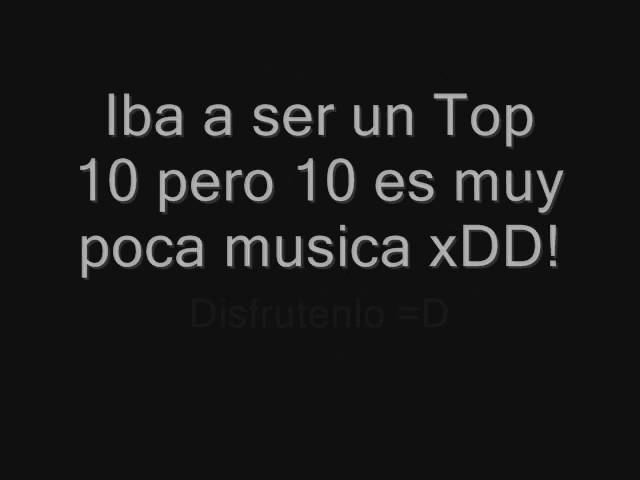 Iba a ser un Top
10 pero 10 es muy
poca musica xDD!
Disfrutenlo =D